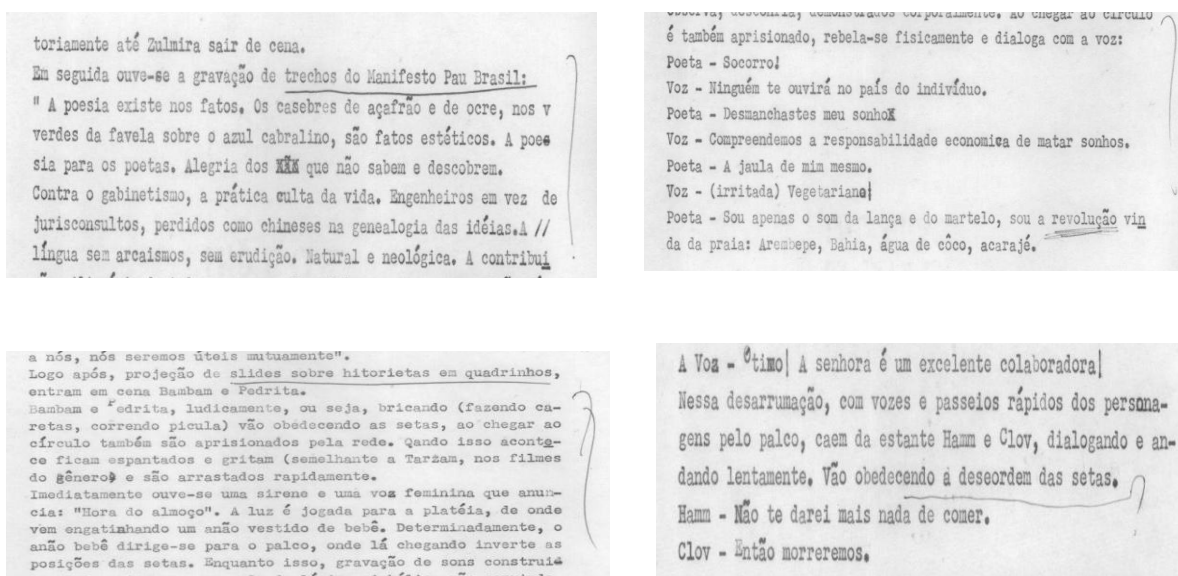 toriamente até Zulmira sair de cena.
Em seguida ouve-se a gravação de trechos do Manifesto Pau Brasil:
" A poesia existe nos fatos. Os casebres de açafrão e de ocre, nos v
verdes da favela sobre o azul cabralino, são fatos estéticos. A poee
sia para os poetas. Alegria dos XXX que não sabem e descobrem.
Contra o gabinetismo, a prática culta da vida. Engenheiros em vez de
jurisconsultos, perdidos como chineses na genealogia das idéias.A //
língua sem arcaismos, sem erudição. Natural e neológica. A contribui
observa, desconfia, demonstrados corporalmente. Ao chegar ao círculo
é também aprisionado, rebela-se fisicamente e dialoga com a voz:
Poeta - Socorro!
Voz - Ninguém te ouvirá no país do indivíduo.
Poeta - Desmanchastes meu sonhoX
Voz - Compreendemos a responsabilidade economica de matar sonhos.
Poeta - A jaula de mim mesmo.
Voz - (irritada) Vegetariano!
Poeta - Sou apenas o som da lança e do martelo, sou a revolução vin
da da praia: Arembepe, Bahia, água de côco, acarajé.
a nós, nós seremos úteis mutuamente".
Logo após, projeção de slides sobre hitorietas em quadrinhos,
entram em cena Bambam e Pedrita.
Bambam e Pedrita, ludicamente, ou seja, bricando (fazendo ca-
retas, correndo picula) vão obedecendo as setas, ao chegar ao
círculo também são aprisionados pela rede. Qando isso aconte-
ce ficam espantados e gritam (semelhante a Tarzam, nos filmes
do gênero) e são arrastados rapidamente.
Imediatamente ouve-se uma sirene e uma voz feminina que anun-
cia: "Hora do almoço". A luz é jogada para a platéia, de onde
vem engatinhando um anão vestido de bebê. Determinadamente, o
anão bebê dirige-se para o palco, onde lá chegando inverte as
posições das setas. Enquanto isso, gravação de sons construid
A Voz - Otimo! A senhora é um excelente colaboradora!
Nessa desarrumação, com vozes e passeios rápidos dos persona-
gens pelo palco, caem da estante Hamm e Clov, dialogando e an-
dando lentamente. Vão obedecendo a deseordem das setas.
Hamm - Não te darei mais nada de comer.
Clov - Então morreremos.